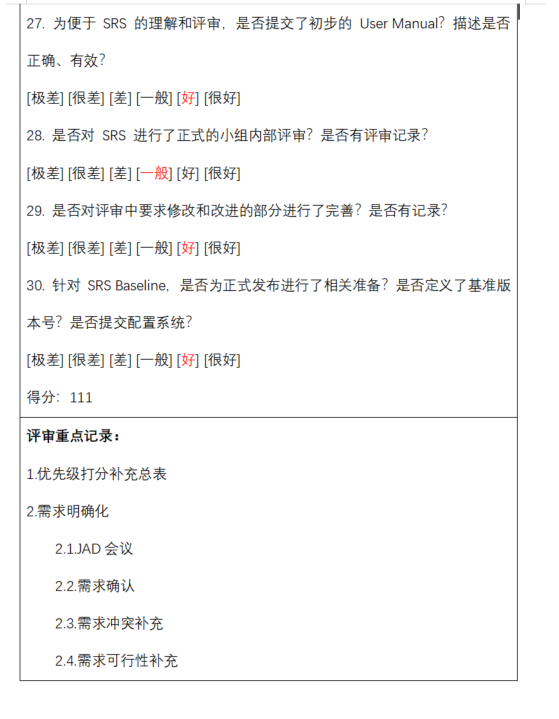 27. 为便于 SRS 的理解和评审，是否提交了初步的 User Manual？描述是否
正确、有效？
[极差] [很差] [差] [一般] [好] [很好]
28. 是否对 SRS 进行了正式的小组内部评审？是否有评审记录？
[极差] [很差] [差] [一般] [好] [很好]
29. 是否对评审中要求修改和改进的部分进行了完善？是否有记录？
[极差] [很差] [差] [一般] [好] [很好]
30. 针对 SRS Baseline，是否为正式发布进行了相关准备？是否定义了基准版
本号？是否提交配置系统？
[极差] [很差] [差] [一般] [好] [很好]
得分：111
评审重点记录：
1.优先级打分补充总表
2.需求明确化
2.1.JAD 会议
2.2.需求确认
2.3.需求冲突补充
2.4.需求可行性补充